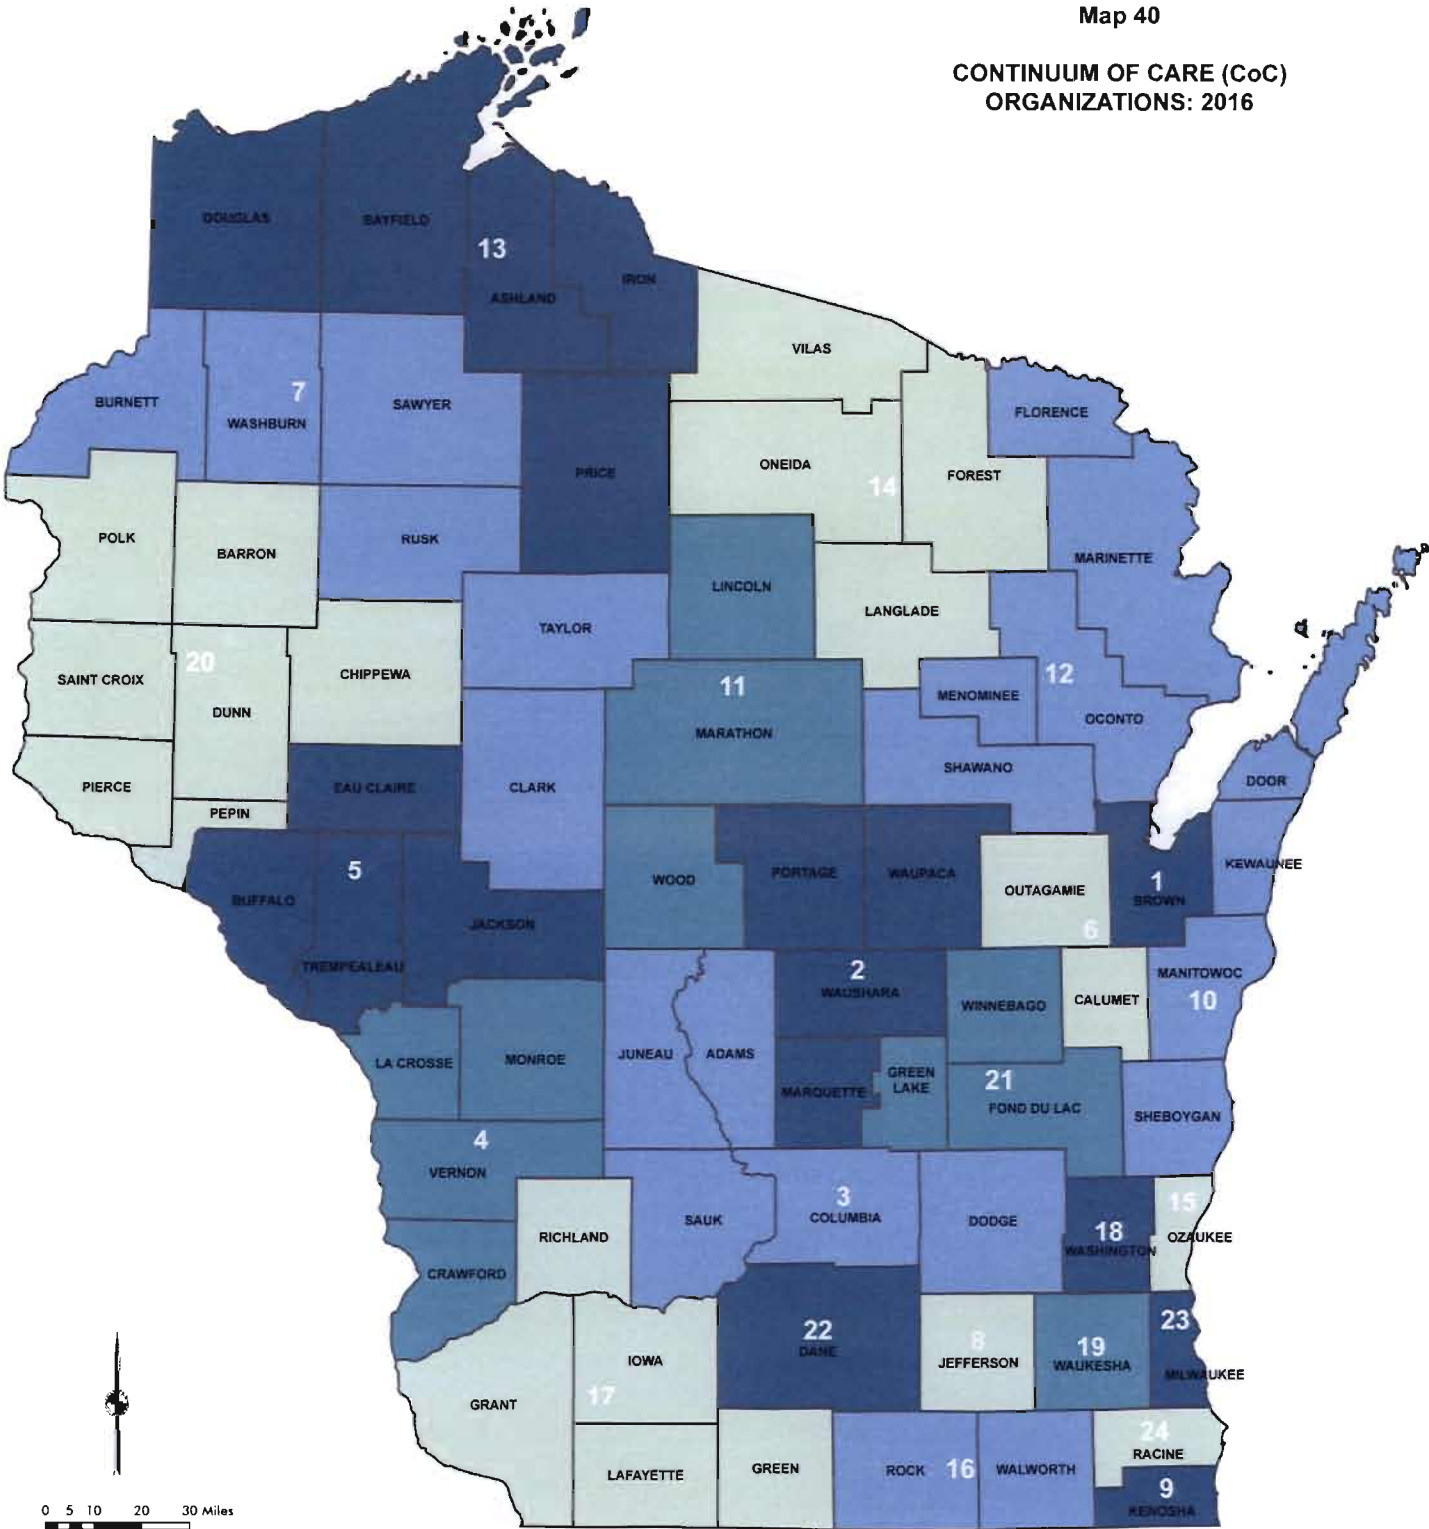 Map 40
CONTINUUM OF CARE (CoC)
ORGANIZATIONS: 2016
DOUGLAS
BAYFIELD
13
ASHLAND
IRON
VILAS
BURNETT
7
WASHBURN
SAWYER
FLORENCE
PRICE
ONEIDA
14
FOREST
POLK
BARRON
RUSK
MARINETTE
LINCOLN
LANGLADE
TAYLOR
20
SAINT CROIX
CHIPPEWA
DUNN
11
MARATHON
MENOMINEE
12
OCONTO
SHAWANO
PIERCE
PEPIN
EAU CLAIRE
CLARK
DOOR
5
BUFFALO
JACKSON
TREMPEALEAU
WOOD
PORTAGE
WAUPACA
OUTAGAMIE
6
1
BROWN
KEWAUNEE
2
WAUSHARA
WINNEBAGO
CALUMET
MANITOWOC
10
LA CROSSE
MONROE
JUNEAU
ADAMS
MARQUETTE
GREEN
LAKE
21
FOND DU LAC
SHEBOYGAN
4
VERNON
RICHLAND
SAUK
3
COLUMBIA
DODGE
18
WASHINGTON
15
OZAUKEE
CRAWFORD
22
DANE
8
JEFFERSON
19
WAUKESHA
23
MILWAUKEE
GRANT
IOWA
17
LAFAYETTE
GREEN
ROCK
16
WALWORTH
24
RACINE
9
KENOSHA
0 5 10 20 30 Miles